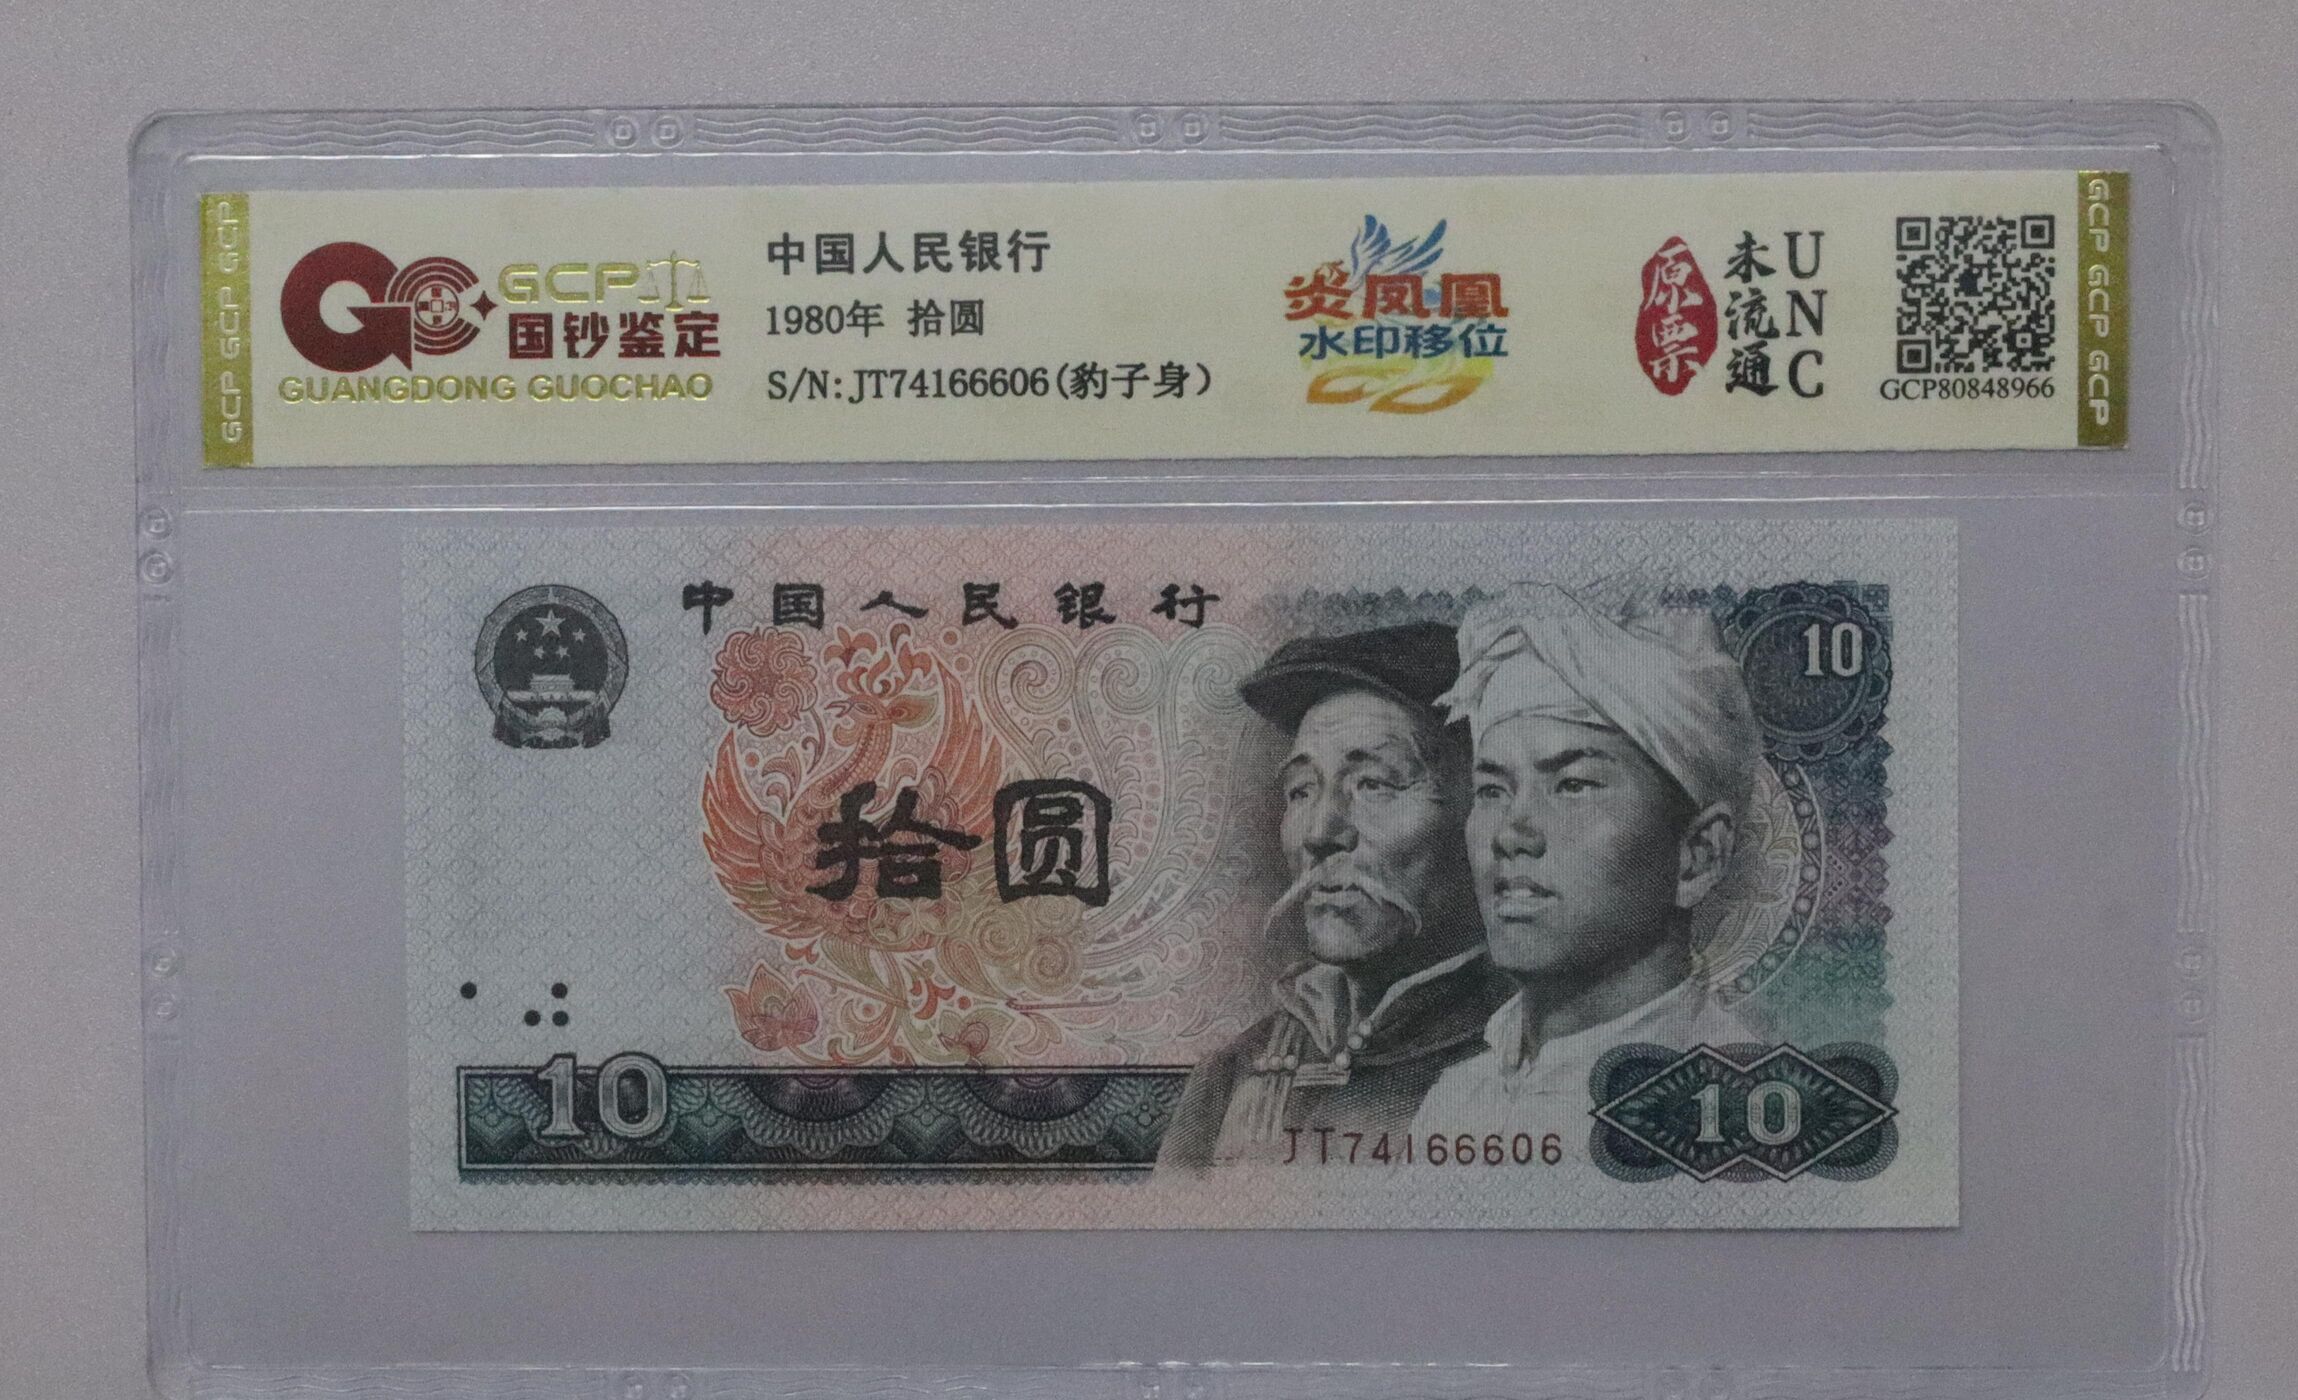 GCP GCP GCP
GCP
国钞鉴定
GUANGDONG GUOCHAO
中国人民银行
1980年 拾圆
S/N:JT74166606(豹子身)
炎凤凰
水印移位
原票
未流通
UNC
GCP80848966
GCP GCP GCP
中国人民银行
10
拾圆
10
10
JT74166606